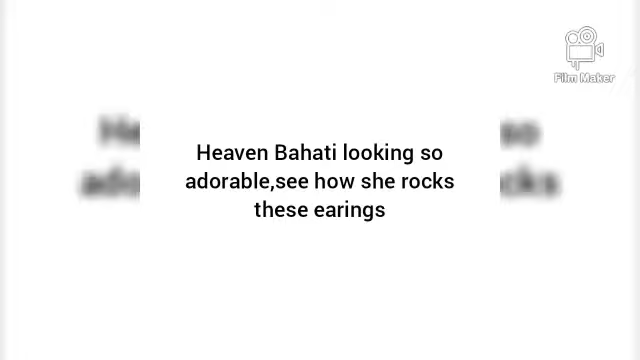 Film Maker
Heaven Bahati looking so
adorable,see how she rocks
these earings